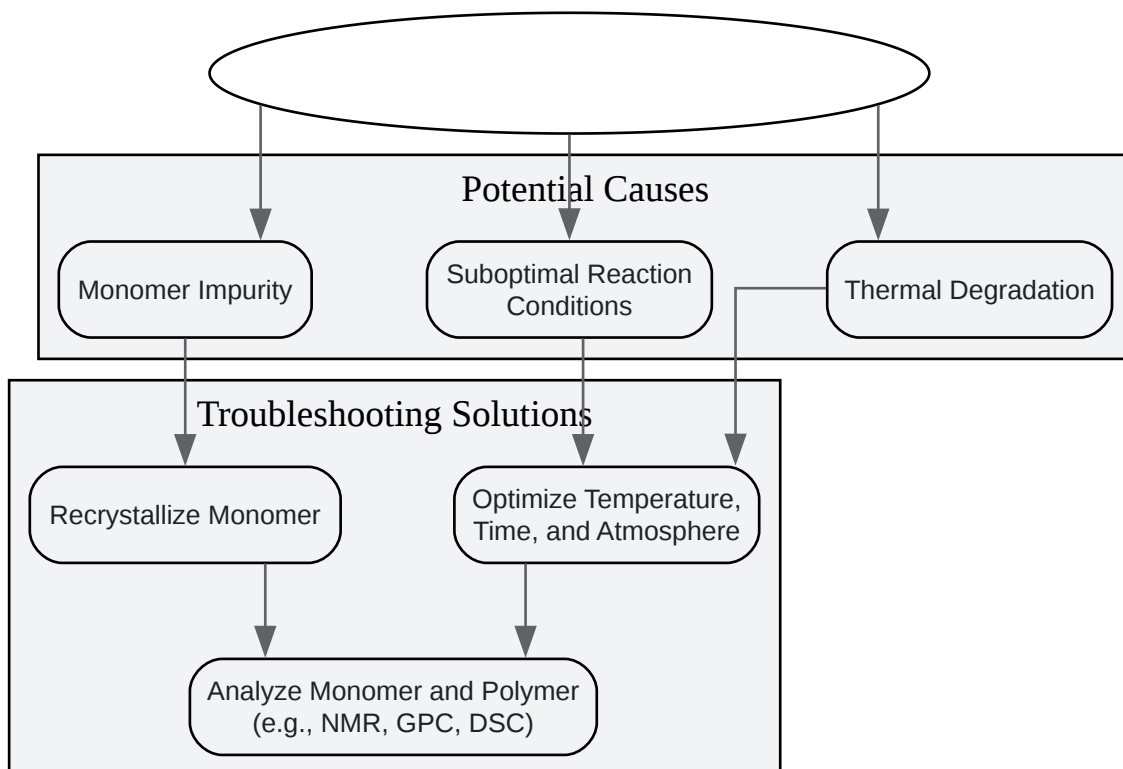 Potential Causes
Monomer Impurity
Suboptimal Reaction
Conditions
Thermal Degradation
Troubleshooting Solutions
Recrystallize Monomer
Optimize Temperature,
Time, and Atmosphere
Analyze Monomer and Polymer
(e.g., NMR, GPC, DSC)